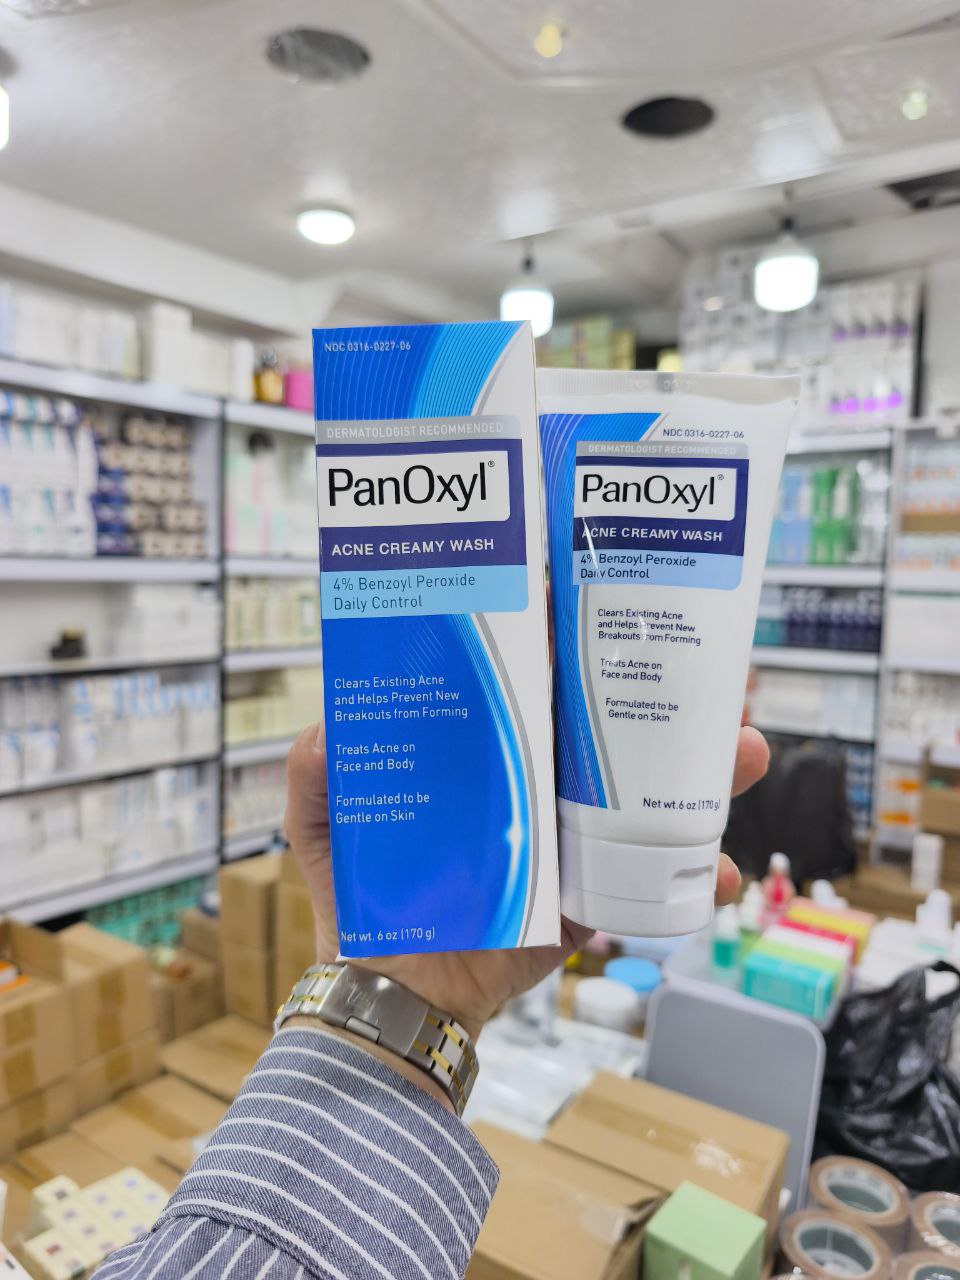 NDC 0316-0227-06
DERMATOLOGIST RECOMMENDED
PanOxyl®
ACNE CREAMY WASH
4% Benzoyl Peroxide
Daily Control
Clears Existing Acne
and Helps Prevent New
Breakouts from Forming
Treats Acne on
Face and Body
Formulated to be
Gentle on Skin
Net wt. 6 oz (170 g)
NDC 0316-0227-06
DERMATOLOGIST RECOMMENDED
PanOxyl®
ACNE CREAMY WASH
4% Benzoyl Peroxide
Daily Control
Clears Existing Acne
and Helps Prevent New
Breakouts from Forming
Treats Acne on
Face and Body
Formulated to be
Gentle on Skin
Net wt. 6 oz (170 g)